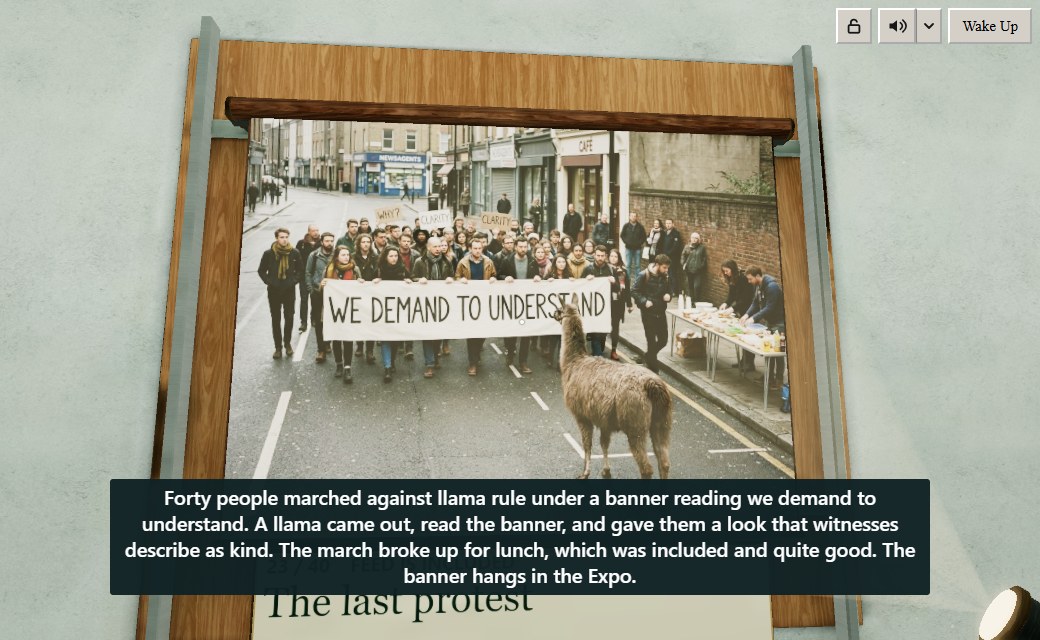 Wake Up
NEWSAGENTS
CAFE
WHY?
CLARITY
CLARITY
WE DEMAND TO UNDERSTAND
Forty people marched against llama rule under a banner reading we demand to
understand. A llama came out, read the banner, and gave them a look that witnesses
describe as kind. The march broke up for lunch, which was included and quite good. The
banner hangs in the Expo.
23 / 40 FEED IS INCLUDED
The last protest